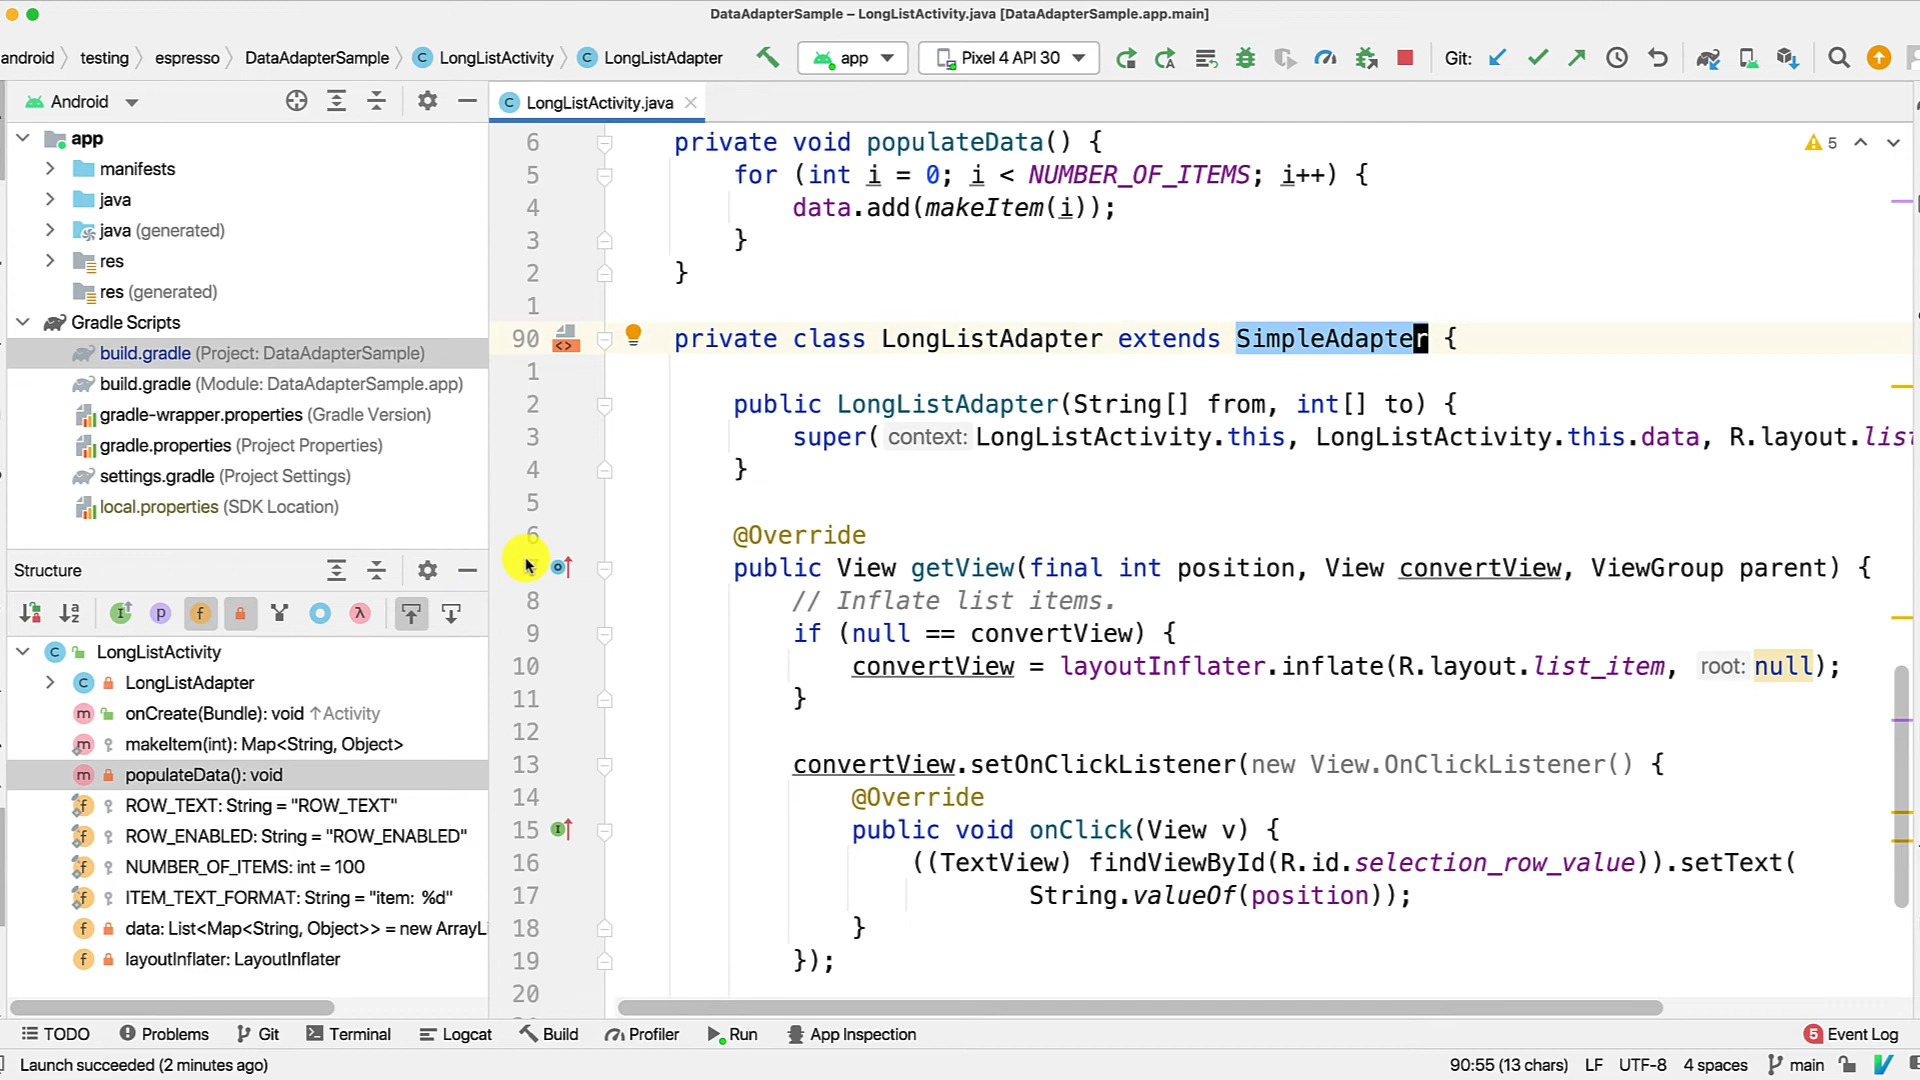 DataAdapterSample – LongListActivity.java [DataAdapterSample.app.main]
android testing espresso DataAdapterSample C LongListActivity C LongListAdapter app Pixel 4 API 30 Git:
Android
C LongListActivity.java
app
manifests
java
java (generated)
res
res (generated)
Gradle Scripts
build.gradle (Project: DataAdapterSample)
build.gradle (Module: DataAdapterSample.app)
gradle-wrapper.properties (Gradle Version)
gradle.properties (Project Properties)
settings.gradle (Project Settings)
local.properties (SDK Location)
Structure
C LongListActivity
C LongListAdapter
m onCreate(Bundle): void ↑Activity
m makeItem(int): Map<String, Object>
m populateData(): void
f ROW_TEXT: String = "ROW_TEXT"
f ROW_ENABLED: String = "ROW_ENABLED"
f NUMBER_OF_ITEMS: int = 100
f ITEM_TEXT_FORMAT: String = "item: %d"
f data: List<Map<String, Object>> = new ArrayLi
f layoutInflater: LayoutInflater
6 private void populateData() {
5 for (int i = 0; i < NUMBER_OF_ITEMS; i++) {
4 data.add(makeItem(i));
3 }
2 }
1
90 private class LongListAdapter extends SimpleAdapter {
1
2 public LongListAdapter(String[] from, int[] to) {
3 super( context: LongListActivity.this, LongListActivity.this.data, R.layout.list
4 }
5
6 @Override
public View getView(final int position, View convertView, ViewGroup parent) {
8 // Inflate list items.
9 if (null == convertView) {
10 convertView = layoutInflater.inflate(R.layout.list_item, root: null);
11 }
12
13 convertView.setOnClickListener(new View.OnClickListener() {
14 @Override
15 public void onClick(View v) {
16 ((TextView) findViewById(R.id.selection_row_value)).setText(
17 String.valueOf(position));
18 }
19 });
20
5
TODO Problems Git Terminal Logcat Build Profiler Run App Inspection 5 Event Log
Launch succeeded (2 minutes ago) 90:55 (13 chars) LF UTF-8 4 spaces main